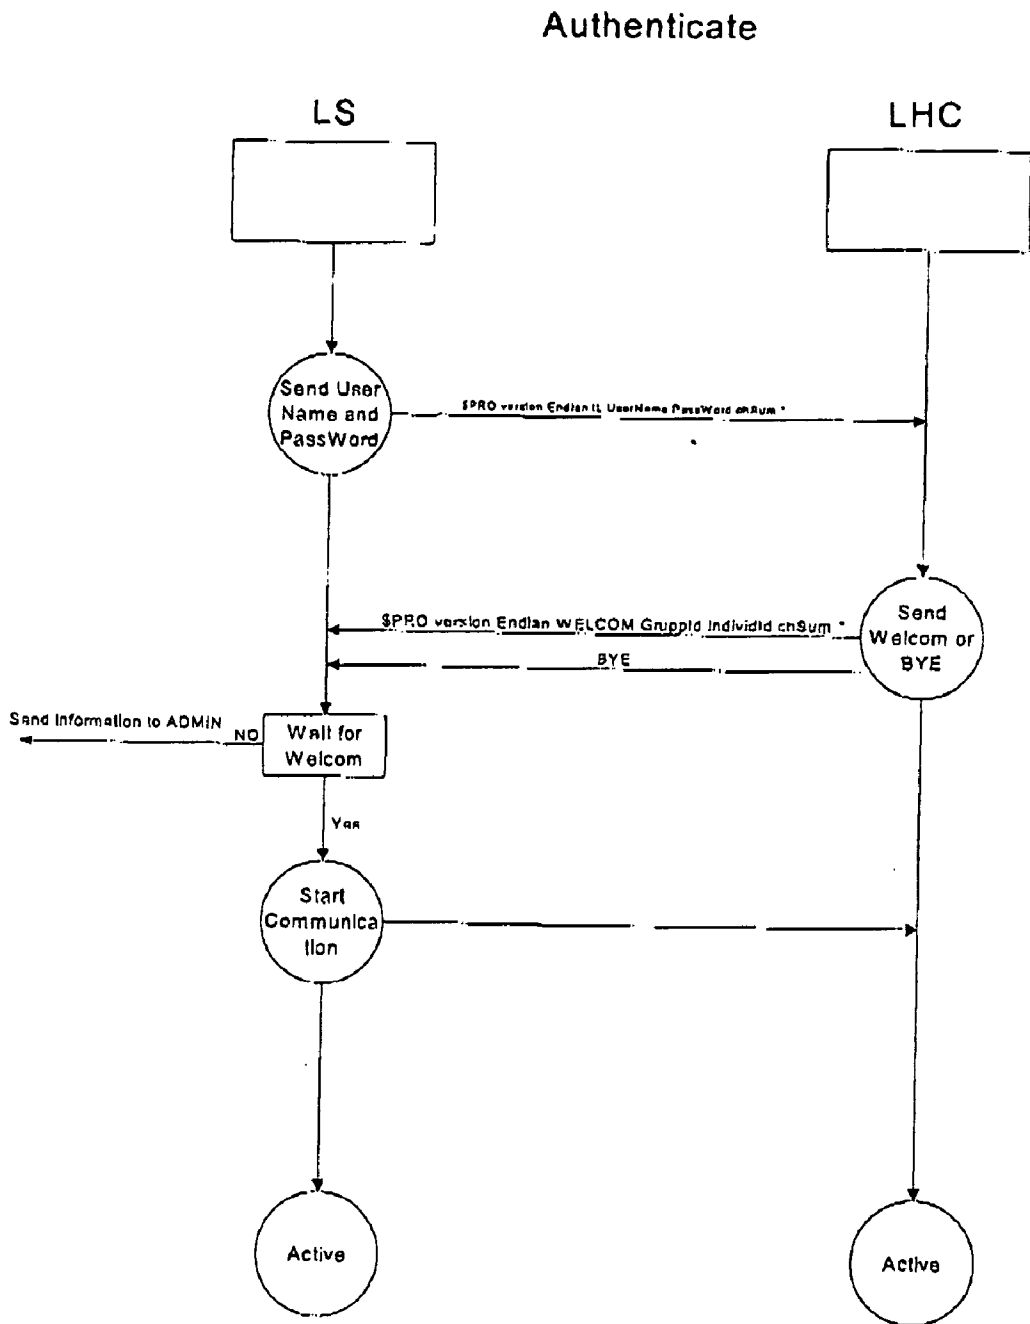 Authenticate
LS
LHC
Send User
Name and
PassWord
$PRO version Endian IL UserName PassWord chSum *
Send
Welcom or
BYE
$PRO version Endian WELCOM GruppId IndividId chSum *
BYE
Send Information to ADMIN
NO
Wait for
Welcom
Yes
Start
Communica
tion
Active
Active